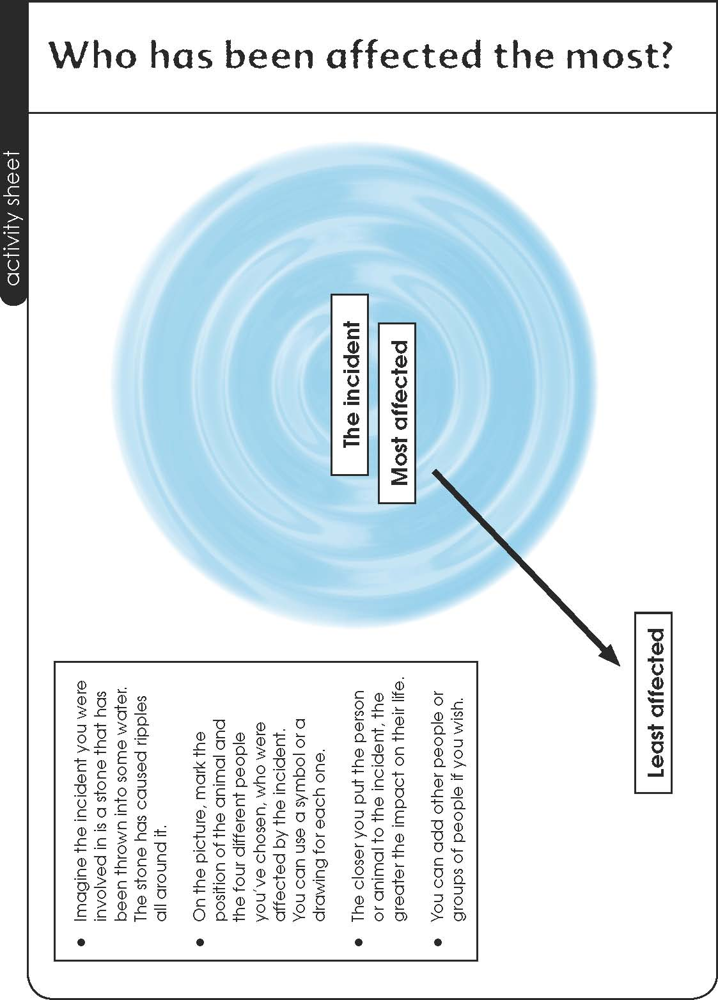 activity sheet
Who has been affected the most?
• Imagine the incident you were
involved in is a stone that has
been thrown into some water.
The stone has caused ripples
all around it.
• On the picture, mark the
position of the animal and
the four different people
you've chosen, who were
affected by the incident.
You can use a symbol or a
drawing for each one.
• The closer you put the person
or animal to the incident, the
greater the impact on their life.
• You can add other people or
groups of people if you wish.
The incident
Most affected
Least affected